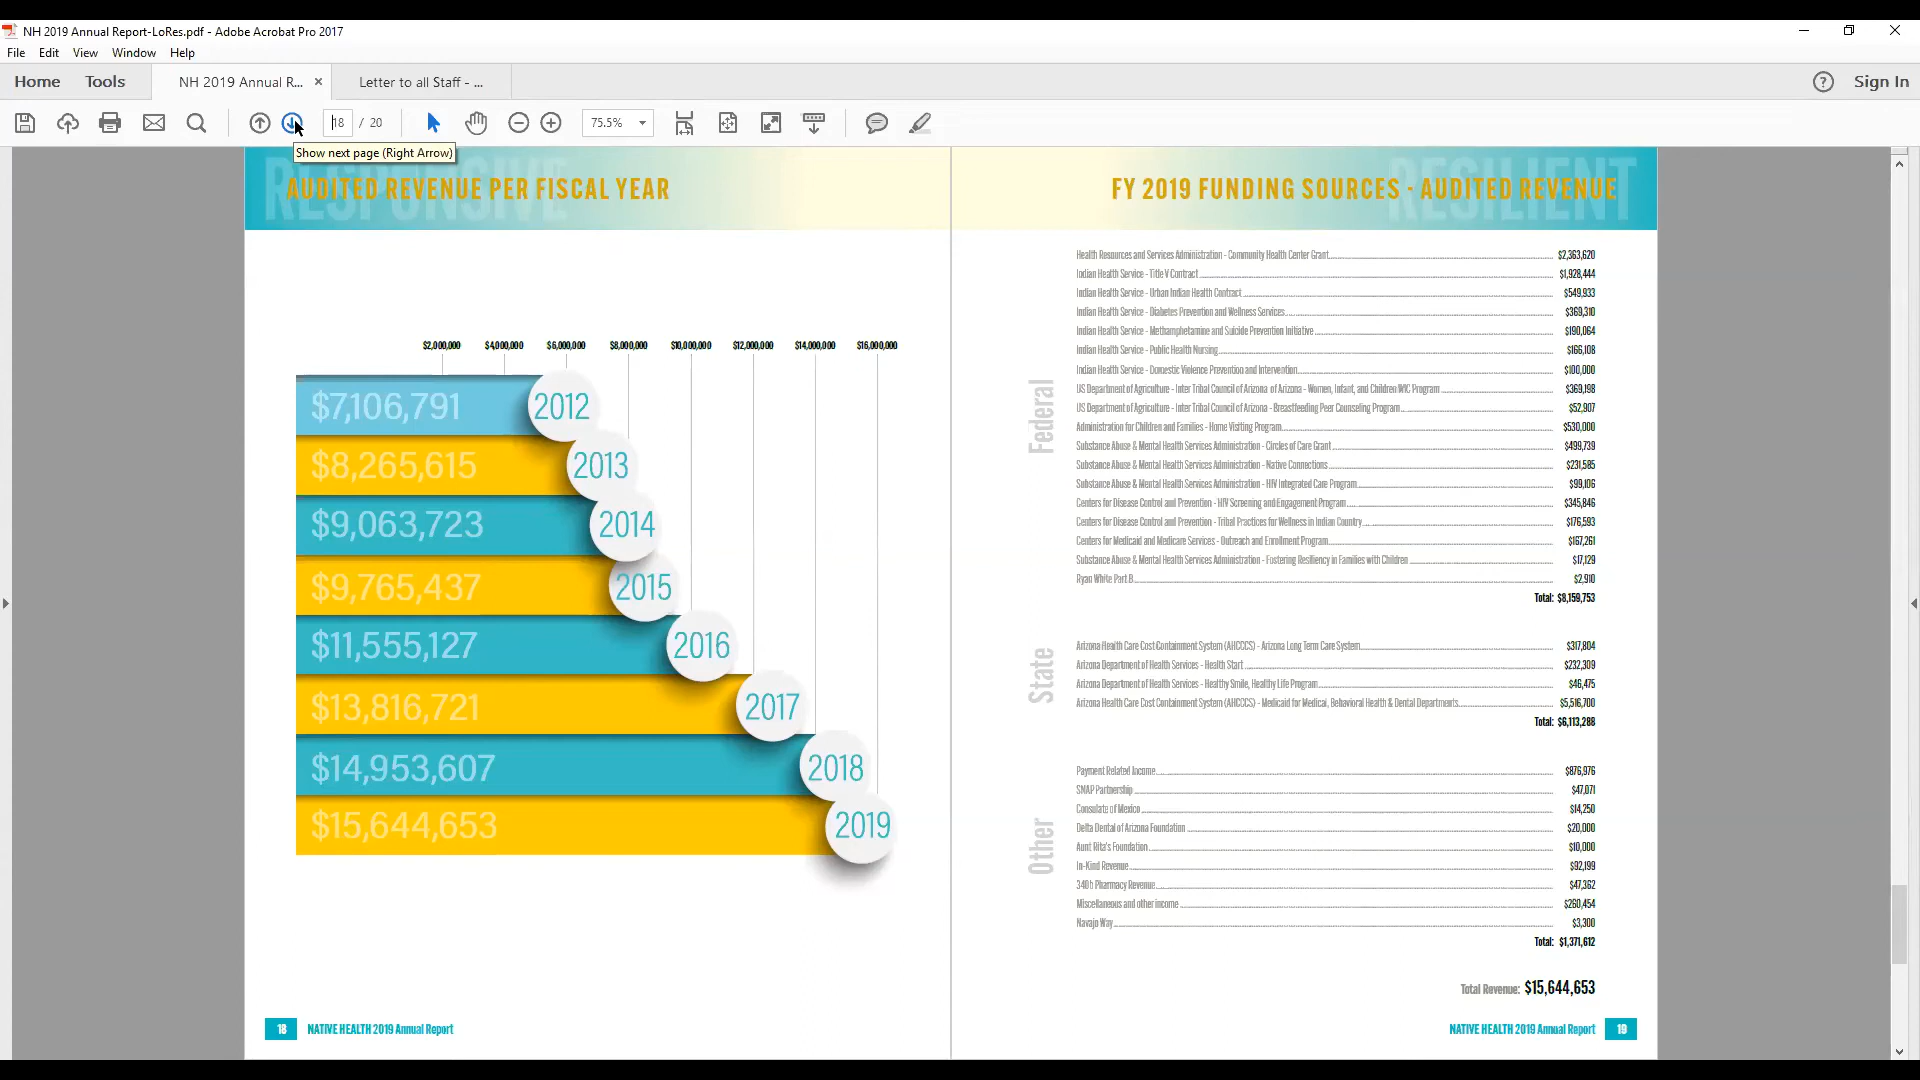 NH 2019 Annual Report-LoRes.pdf - Adobe Acrobat Pro 2017
File Edit View Window Help
Home Tools NH 2019 Annual R... × Letter to all Staff - ... Sign In
18 / 20 75.5%
Show next page (Right Arrow)
RESPONSIVE
AUDITED REVENUE PER FISCAL YEAR
$2,000,000 $4,000,000 $6,000,000 $8,000,000 $10,000,000 $12,000,000 $14,000,000 $16,000,000
$7,106,791 2012
$8,265,615 2013
$9,063,723 2014
$9,765,437 2015
$11,555,127 2016
$13,816,721 2017
$14,953,607 2018
$15,644,653 2019
18 NATIVE HEALTH 2019 Annual Report
RESILIENT
FY 2019 FUNDING SOURCES - AUDITED REVENUE
Federal
Health Resources and Services Administration - Community Health Center Grant $2,363,620
Indian Health Service - Title V Contract $1,928,444
Indian Health Service - Urban Indian Health Contract $549,933
Indian Health Service - Diabetes Prevention and Wellness Services $369,310
Indian Health Service - Methamphetamine and Suicide Prevention Initiative $190,064
Indian Health Service - Public Health Nursing $166,108
Indian Health Service - Domestic Violence Prevention and Intervention $100,000
US Department of Agriculture - Inter Tribal Council of Arizona of Arizona - Women, Infant, and Children WIC Program $369,198
US Department of Agriculture - Inter Tribal Council of Arizona - Breastfeeding Peer Counseling Program $52,907
Administration for Children and Families - Home Visiting Program $530,000
Substance Abuse & Mental Health Services Administration - Circles of Care Grant $499,739
Substance Abuse & Mental Health Services Administration - Native Connections $231,585
Substance Abuse & Mental Health Services Administration - HIV Integrated Care Program $99,106
Centers for Disease Control and Prevention - HIV Screening and Engagement Program $345,846
Centers for Disease Control and Prevention - Tribal Practices for Wellness in Indian Country $176,593
Centers for Medicaid and Medicare Services - Outreach and Enrollment Program $167,261
Substance Abuse & Mental Health Services Administration - Fostering Resiliency in Families with Children $17,129
Ryan White Part B $2,910
Total: $8,159,753
State
Arizona Health Care Cost Containment System (AHCCCS) - Arizona Long Term Care System $317,804
Arizona Department of Health Services - Health Start $232,309
Arizona Department of Health Services - Healthy Smile, Healthy Life Program $46,475
Arizona Health Care Cost Containment System (AHCCCS) - Medicaid for Medical, Behavioral Health & Dental Departments $5,516,700
Total: $6,113,288
Other
Payment Related Income $876,976
SNAP Partnership $47,071
Consulate of Mexico $14,250
Delta Dental of Arizona Foundation $20,000
Aunt Rita's Foundation $10,000
In-Kind Revenue $92,199
340b Pharmacy Revenue $47,362
Miscellaneous and other income $260,454
Navajo Way $3,300
Total: $1,371,612
Total Revenue: $15,644,653
NATIVE HEALTH 2019 Annual Report 19